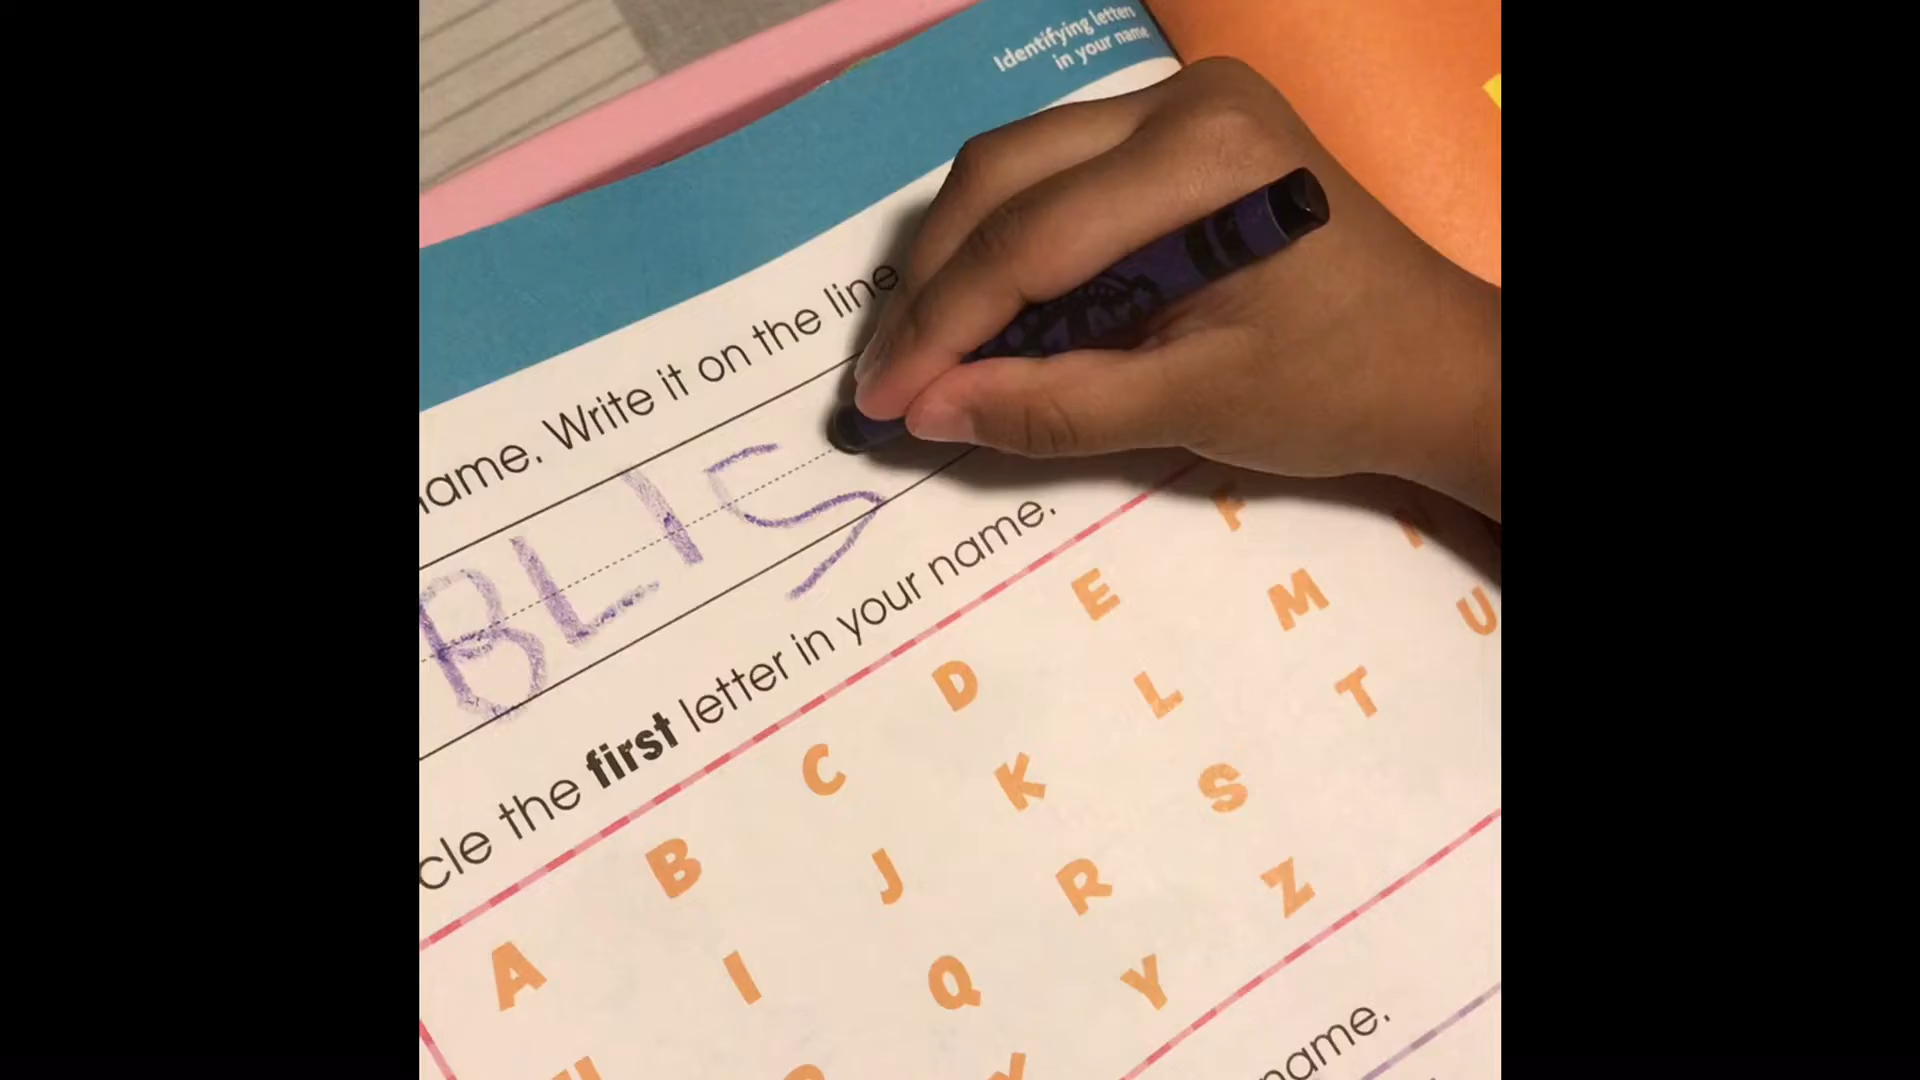 Identifying letters
in your name
name. Write it on the line
BLIS
cle the first letter in your name.
A B C D E F
I J K L M
Q R S T U
Y Z
name.